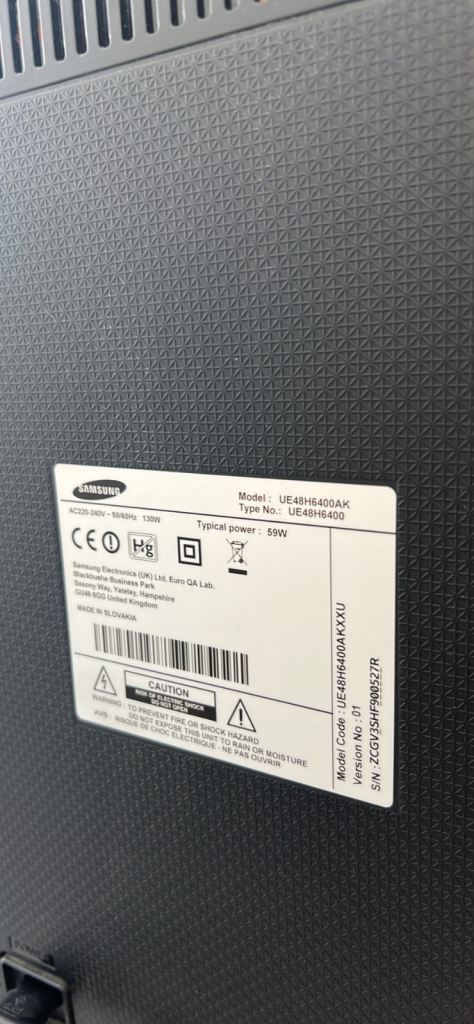 SAMSUNG
Model : UE48H6400AK
Type No.: UE48H6400
AC220-240V ~ 50/60Hz 130W
Typical power : 59W
CE
Hg
Samsung Electronics (UK) Ltd, Euro QA Lab.
Blackbushe Business Park
Saxony Way, Yateley, Hampshire
GU46 6GG United Kingdom
MADE IN SLOVAKIA
CAUTION
RISK OF ELECTRIC SHOCK
DO NOT OPEN
WARNING : TO PREVENT FIRE OR SHOCK HAZARD
DO NOT EXPOSE THIS UNIT TO RAIN OR MOISTURE
AVIS : RISQUE DE CHOC ELECTRIQUE - NE PAS OUVRIR
Model Code : UE48H6400AKXXU
Version No : 01
S/N : ZCGV3SHF900527R